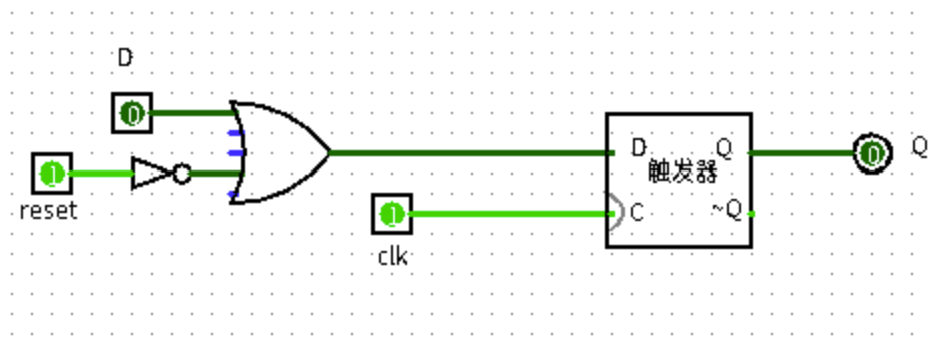 D
0
1
reset
1
clk
D
Q
触发器
C
~Q
0
Q